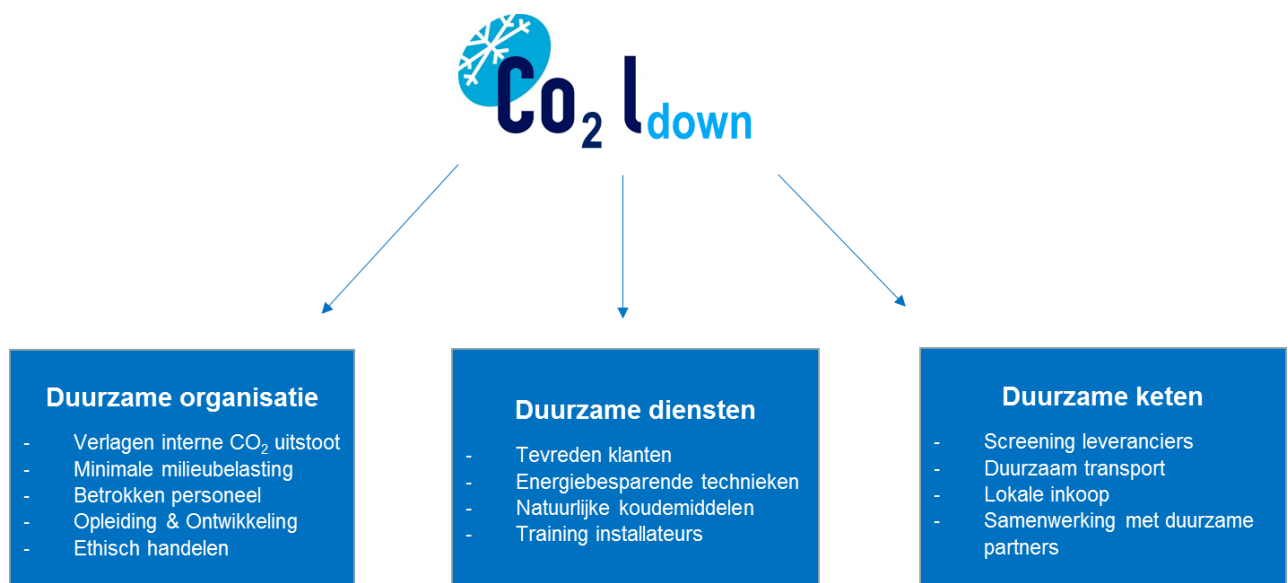 Co₂ l down
Duurzame organisatie
- Verlagen interne CO₂ uitstoot
- Minimale milieubelasting
- Betrokken personeel
- Opleiding & Ontwikkeling
- Ethisch handelen
Duurzame diensten
- Tevreden klanten
- Energiebesparende technieken
- Natuurlijke koudemiddelen
- Training installateurs
Duurzame keten
- Screening leveranciers
- Duurzaam transport
- Lokale inkoop
- Samenwerking met duurzame
partners